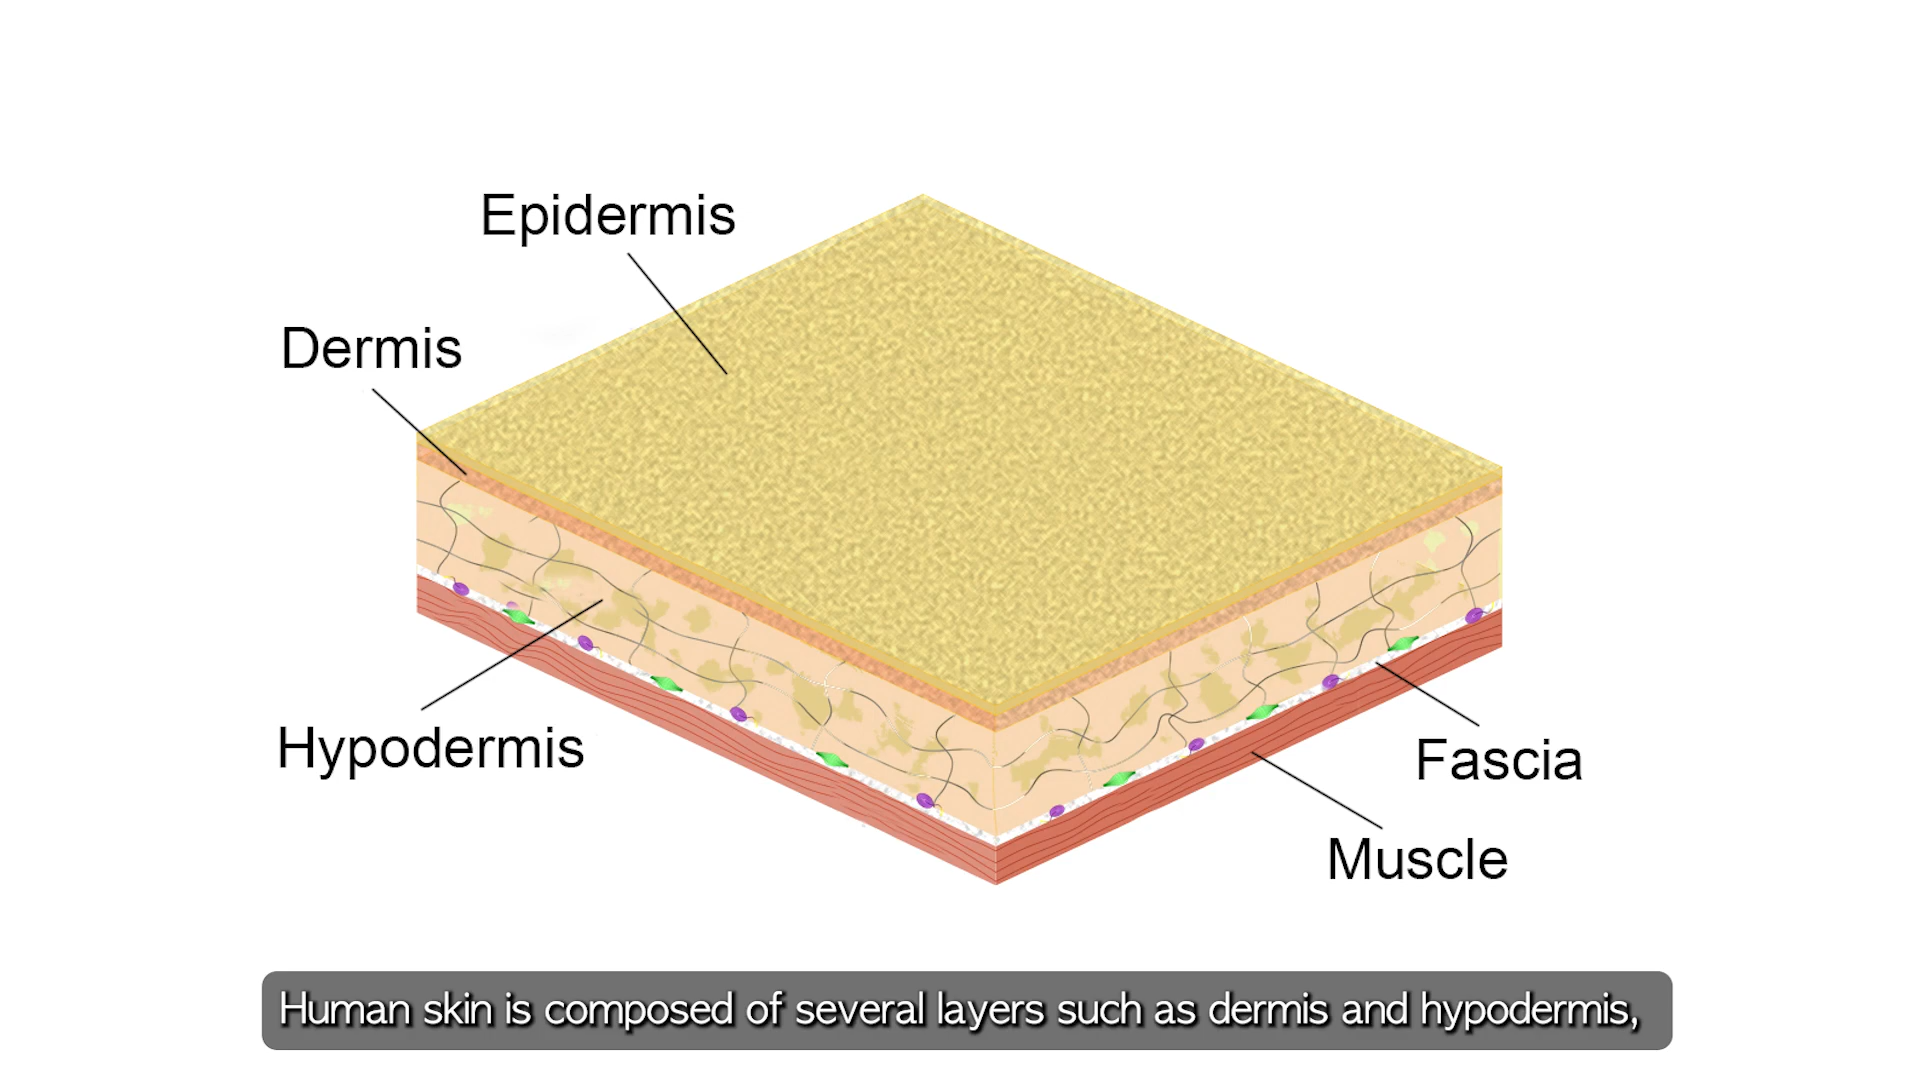 Epidermis
Dermis
Hypodermis
Fascia
Muscle
Human skin is composed of several layers such as dermis and hypodermis,